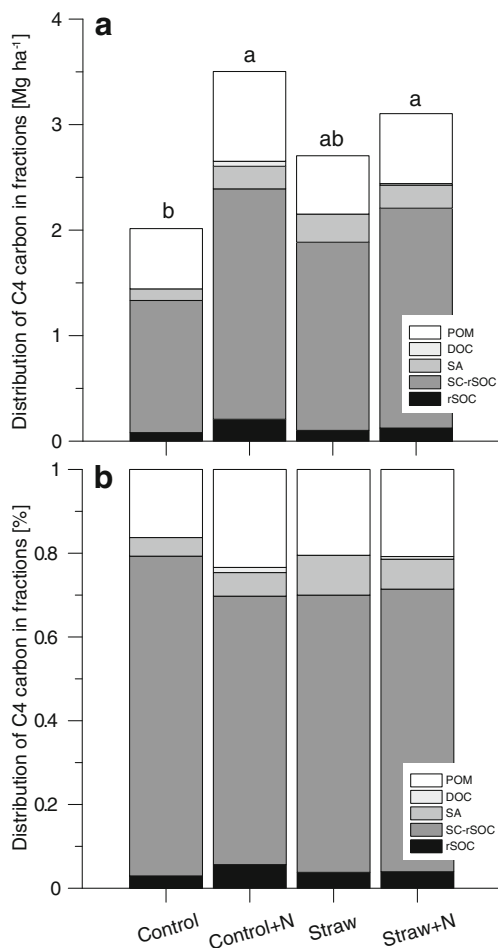 a
Distribution of C4 carbon in fractions [Mg ha⁻¹]
4
3
2
1
0
b
a
ab
a
POM
DOC
SA
SC-rSOC
rSOC
b
Distribution of C4 carbon in fractions [%]
1
0.8
0.6
0.4
0.2
0
POM
DOC
SA
SC-rSOC
rSOC
Control
Control+N
Straw
Straw+N